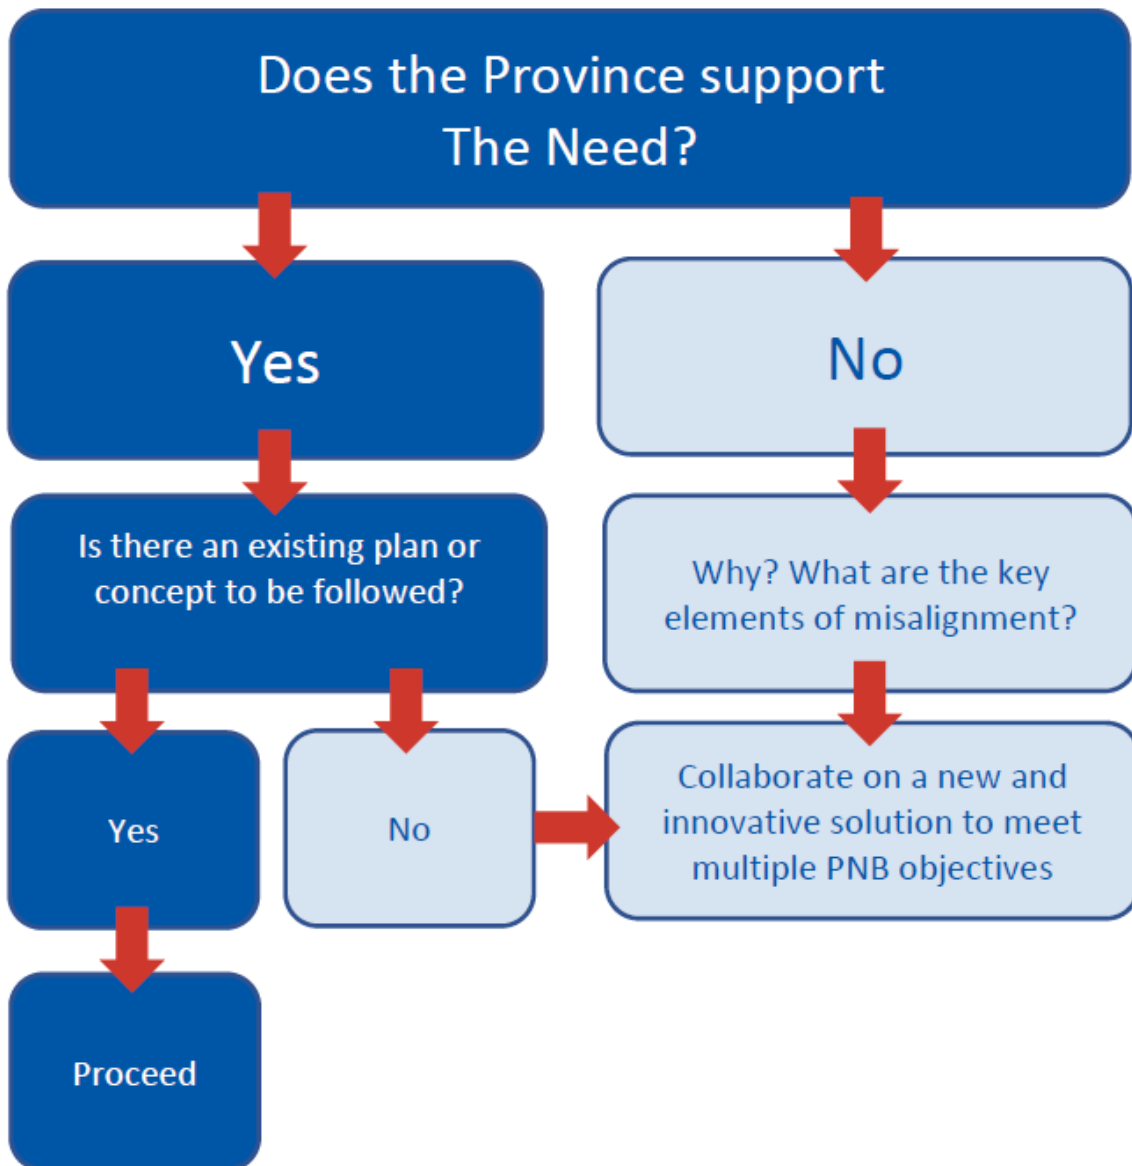 Does the Province support
The Need?
Yes
No
Is there an existing plan or
concept to be followed?
Why? What are the key
elements of misalignment?
Yes
No
Collaborate on a new and
innovative solution to meet
multiple PNB objectives
Proceed